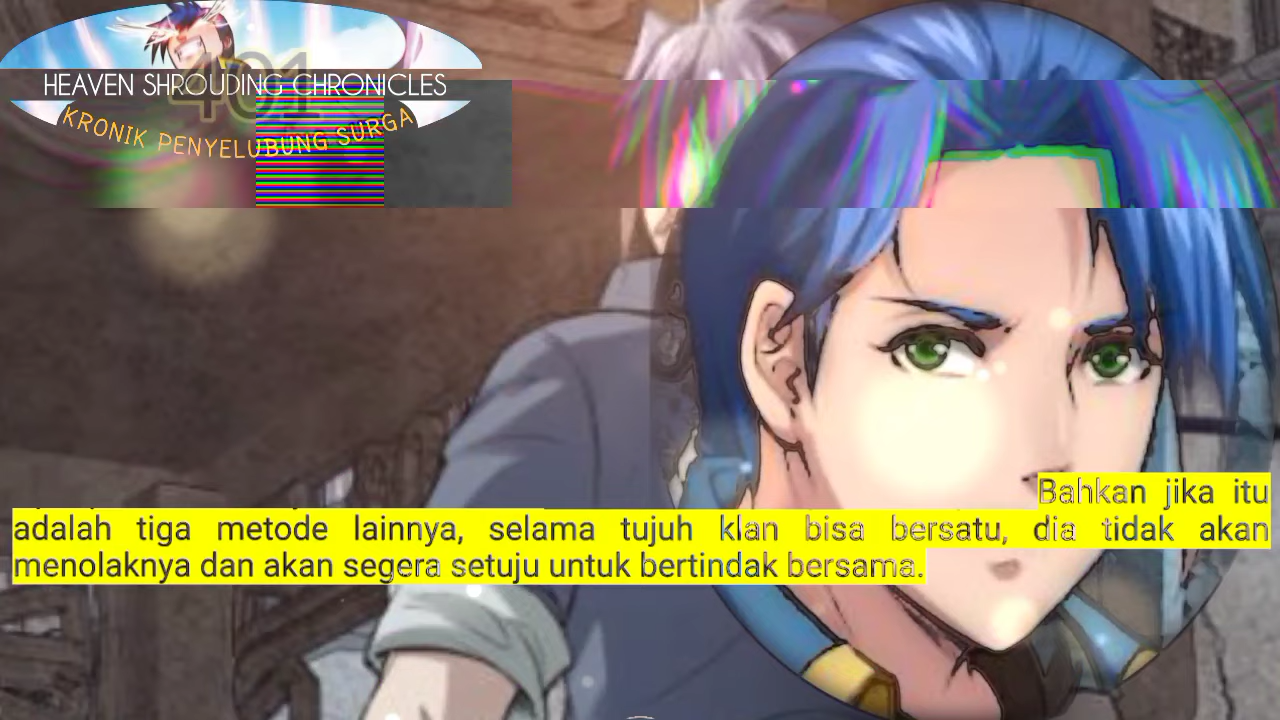 401
HEAVEN SHROUDING CHRONICLES
KRONIK PENYELUBUNG SURGA
Bahkan jika itu
adalah tiga metode lainnya, selama tujuh klan bisa bersatu, dia tidak akan
menolaknya dan akan segera setuju untuk bertindak bersama.